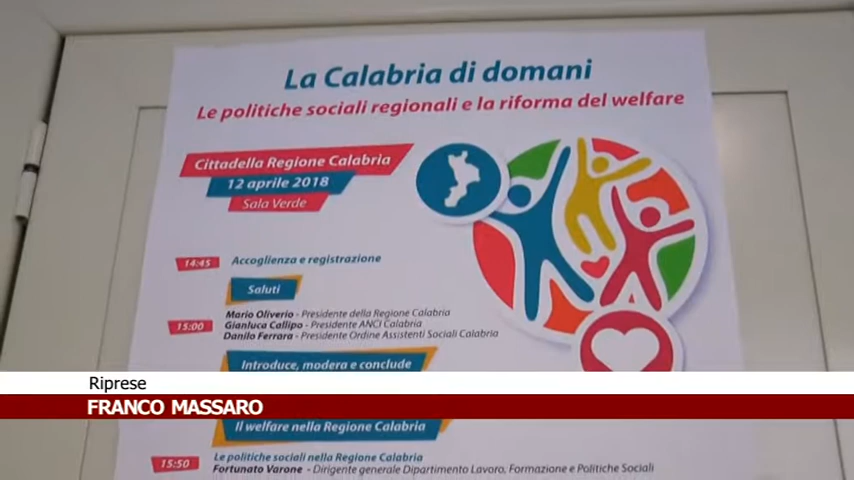 La Calabria di domani
Le politiche sociali regionali e la riforma del welfare
Cittadella Regione Calabria
12 aprile 2018
Sala Verde
14:45 Accoglienza e registrazione
Saluti
15:00 Mario Oliverio - Presidente della Regione Calabria
Gianluca Callipo - Presidente ANCI Calabria
Danilo Ferrara - Presidente Ordine Assistenti Sociali Calabria
Introduce, modera e conclude
Riprese
FRANCO MASSARO
Il welfare nella Regione Calabria
15:50 Le politiche sociali nella Regione Calabria
Fortunato Varone - Dirigente generale Dipartimento Lavoro, Formazione e Politiche Sociali